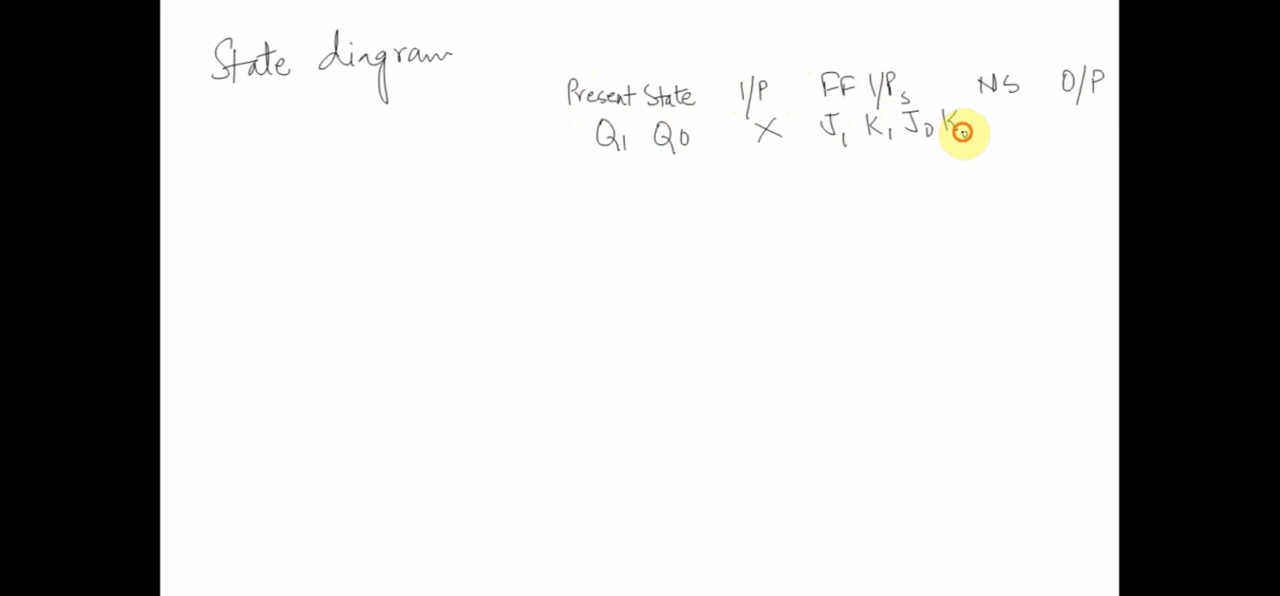 State diagram
Present State I/P FF I/Ps NS O/P
Q1 Q0 X J1 K1 J0 K0